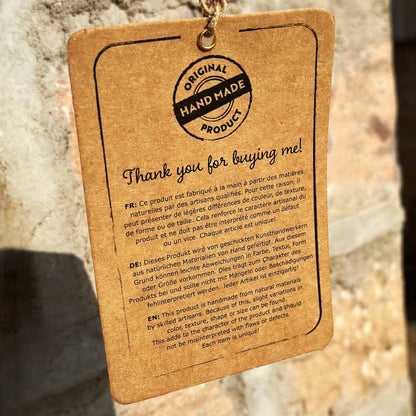 ORIGINAL
HAND MADE
PRODUCT
Thank you for buying me!
FR: Ce produit est fabriqué à la main à partir des matières
naturelles par des artisans qualifiés. Pour cette raison, il
peut présenter de légères différences de couleur, de texture,
de forme ou de taille. Cela renforce le caractère artisanal du
produit et ne doit pas être interprété comme un défaut
ou un vice. Chaque article est unique!
DE: Dieses Produkt wird von geschickten Kunsthandwerkern
aus natürlichen Materialien von Hand gefertigt. Aus diesem
Grund können leichte Abweichungen in Farbe, Textur, Form
oder Größe vorkommen. Dies trägt zum Charakter des
Produkts bei und sollte nicht mit Mängeln oder Beschädigungen
fehlinterpretiert werden. Jeder Artikel ist einzigartig!
EN: This product is handmade from natural materials
by skilled artisans. Because of this, slight variations in
color, texture, shape or size can be found.
This adds to the character of the product and should
not be misinterpreted with flaws or defects.
Each item is unique!